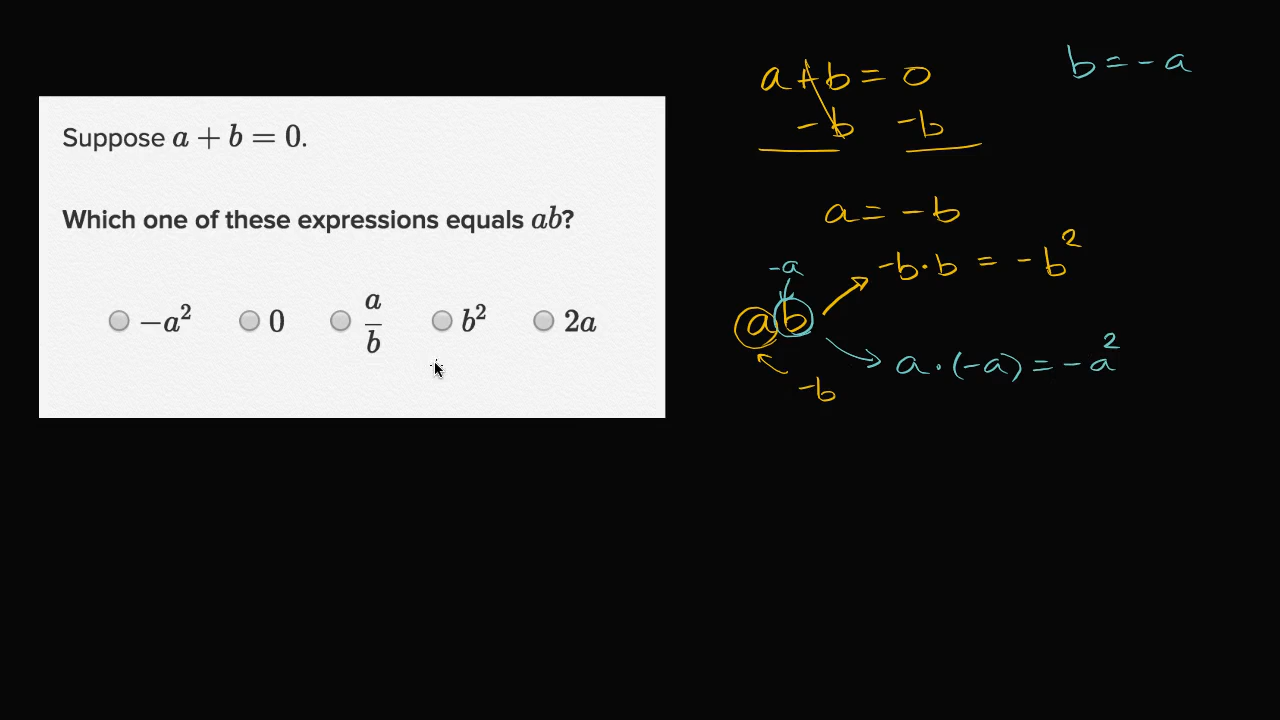 Suppose a + b = 0.
Which one of these expressions equals ab?
−a² 0 a/b b² 2a
a+b = 0
-b -b
a = -b
b = -a
-a
ab
-b
-b·b = -b²
a·(-a) = -a²